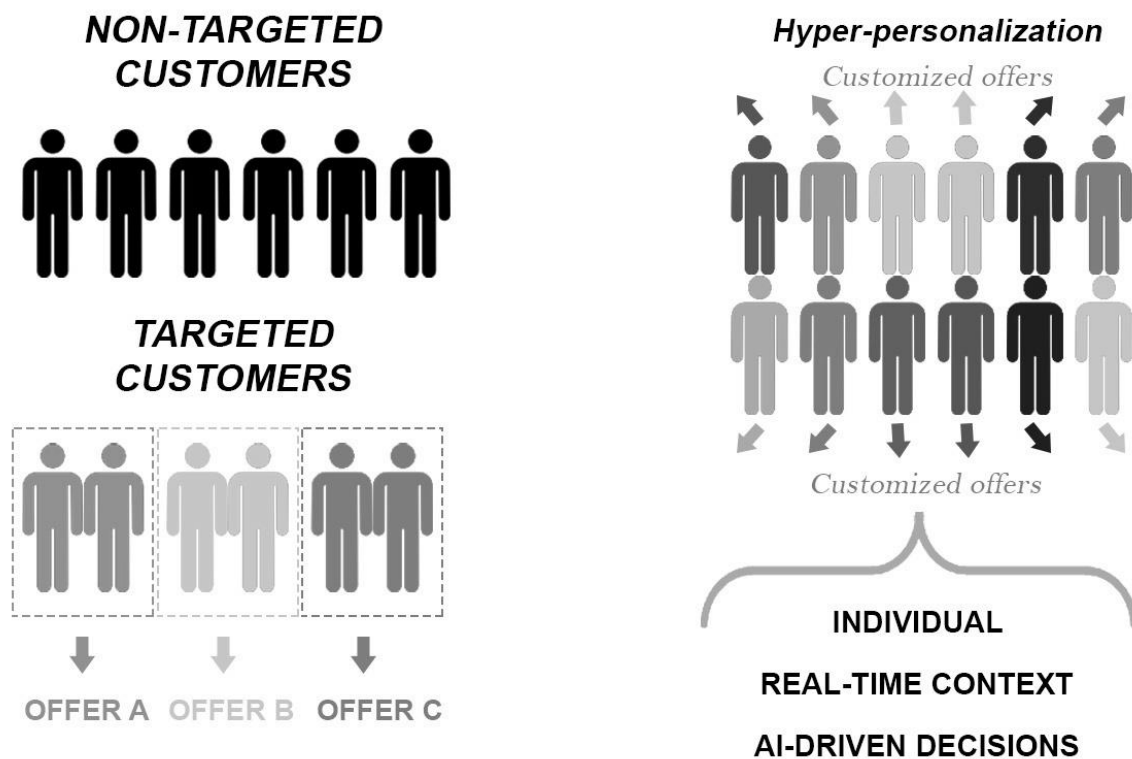 NON-TARGETED
CUSTOMERS
TARGETED
CUSTOMERS
OFFER A OFFER B OFFER C
Hyper-personalization
Customized offers
Customized offers
INDIVIDUAL
REAL-TIME CONTEXT
AI-DRIVEN DECISIONS